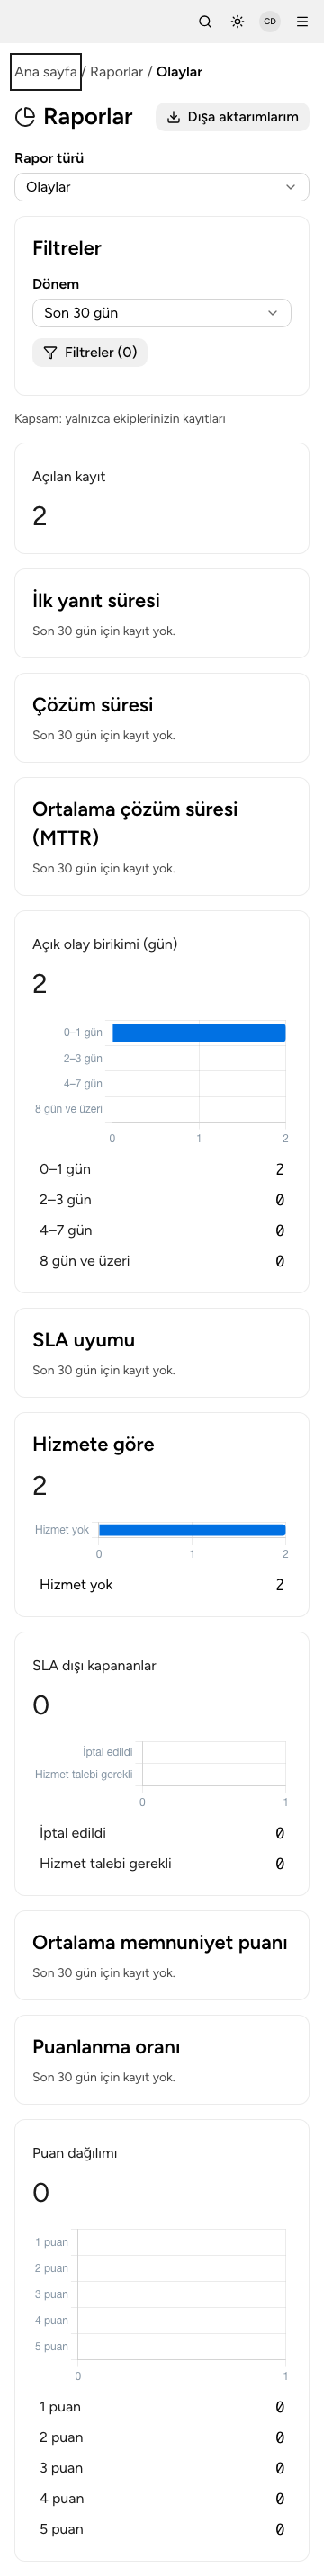 CD
Ana sayfa / Raporlar / Olaylar
Raporlar
Dışa aktarımlarım
Rapor türü
Olaylar
Filtreler
Dönem
Son 30 gün
Filtreler (0)
Kapsam: yalnızca ekiplerinizin kayıtları
Açılan kayıt
2
İlk yanıt süresi
Son 30 gün için kayıt yok.
Çözüm süresi
Son 30 gün için kayıt yok.
Ortalama çözüm süresi
(MTTR)
Son 30 gün için kayıt yok.
Açık olay birikimi (gün)
2
0–1 gün
2–3 gün
4–7 gün
8 gün ve üzeri
0 1 2
0–1 gün 2
2–3 gün 0
4–7 gün 0
8 gün ve üzeri 0
SLA uyumu
Son 30 gün için kayıt yok.
Hizmete göre
2
Hizmet yok
0 1 2
Hizmet yok 2
SLA dışı kapananlar
0
İptal edildi
Hizmet talebi gerekli
0 1
İptal edildi 0
Hizmet talebi gerekli 0
Ortalama memnuniyet puanı
Son 30 gün için kayıt yok.
Puanlanma oranı
Son 30 gün için kayıt yok.
Puan dağılımı
0
1 puan
2 puan
3 puan
4 puan
5 puan
0 1
1 puan 0
2 puan 0
3 puan 0
4 puan 0
5 puan 0